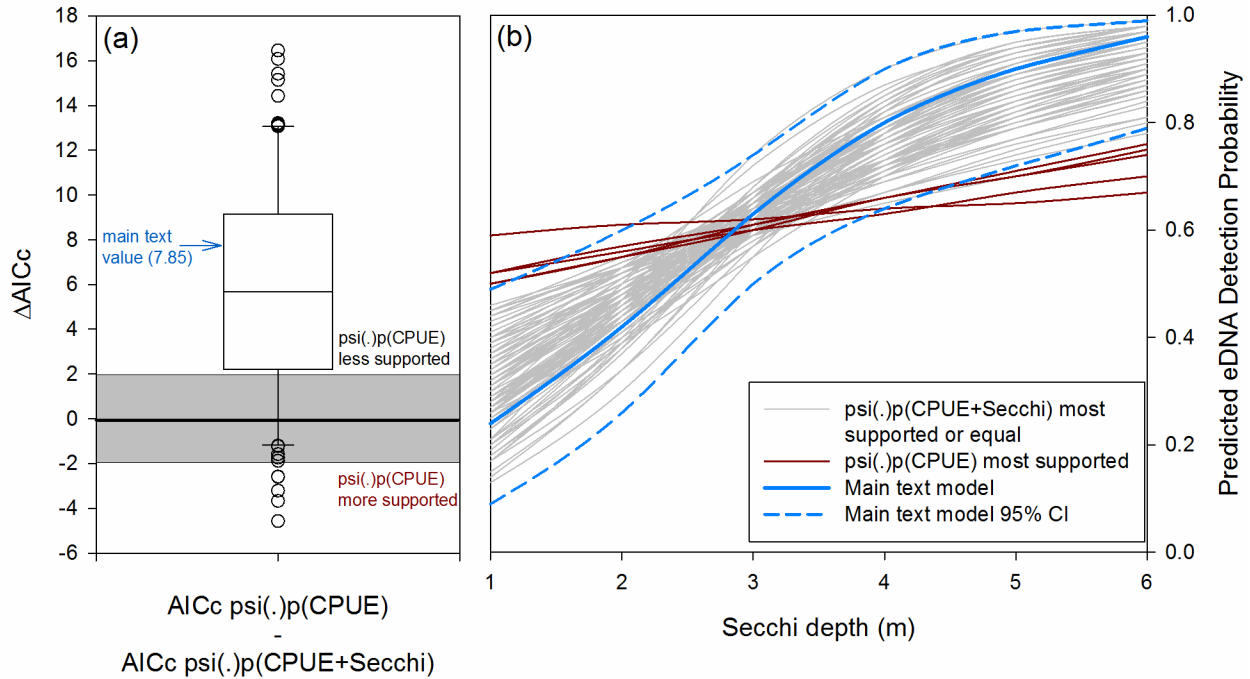 (a)
18
16
14
12
10
8
6
4
2
0
-2
-4
-6
ΔAICc
main text
value (7.85)
psi(.)p(CPUE)
less supported
psi(.)p(CPUE)
more supported
AICc psi(.)p(CPUE)
-
AICc psi(.)p(CPUE+Secchi)
(b)
1.0
0.8
0.6
0.4
0.2
0.0
Predicted eDNA Detection Probability
psi(.)p(CPUE+Secchi) most
supported or equal
psi(.)p(CPUE) most supported
Main text model
Main text model 95% CI
1 2 3 4 5 6
Secchi depth (m)